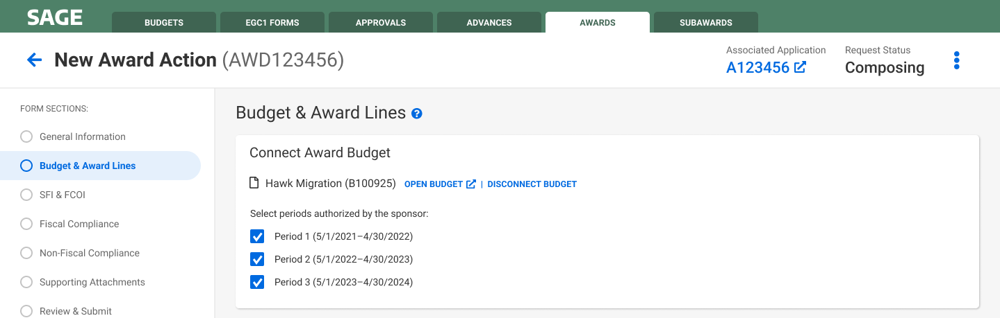 SAGE
BUDGETS
EGC1 FORMS
APPROVALS
ADVANCES
AWARDS
SUBAWARDS
New Award Action (AWD123456)
Associated Application
A123456
Request Status
Composing
FORM SECTIONS:
General Information
Budget & Award Lines
SFI & FCOI
Fiscal Compliance
Non-Fiscal Compliance
Supporting Attachments
Review & Submit
Budget & Award Lines ?
Connect Award Budget
Hawk Migration (B100925) OPEN BUDGET | DISCONNECT BUDGET
Select periods authorized by the sponsor:
Period 1 (5/1/2021–4/30/2022)
Period 2 (5/1/2022–4/30/2023)
Period 3 (5/1/2023–4/30/2024)